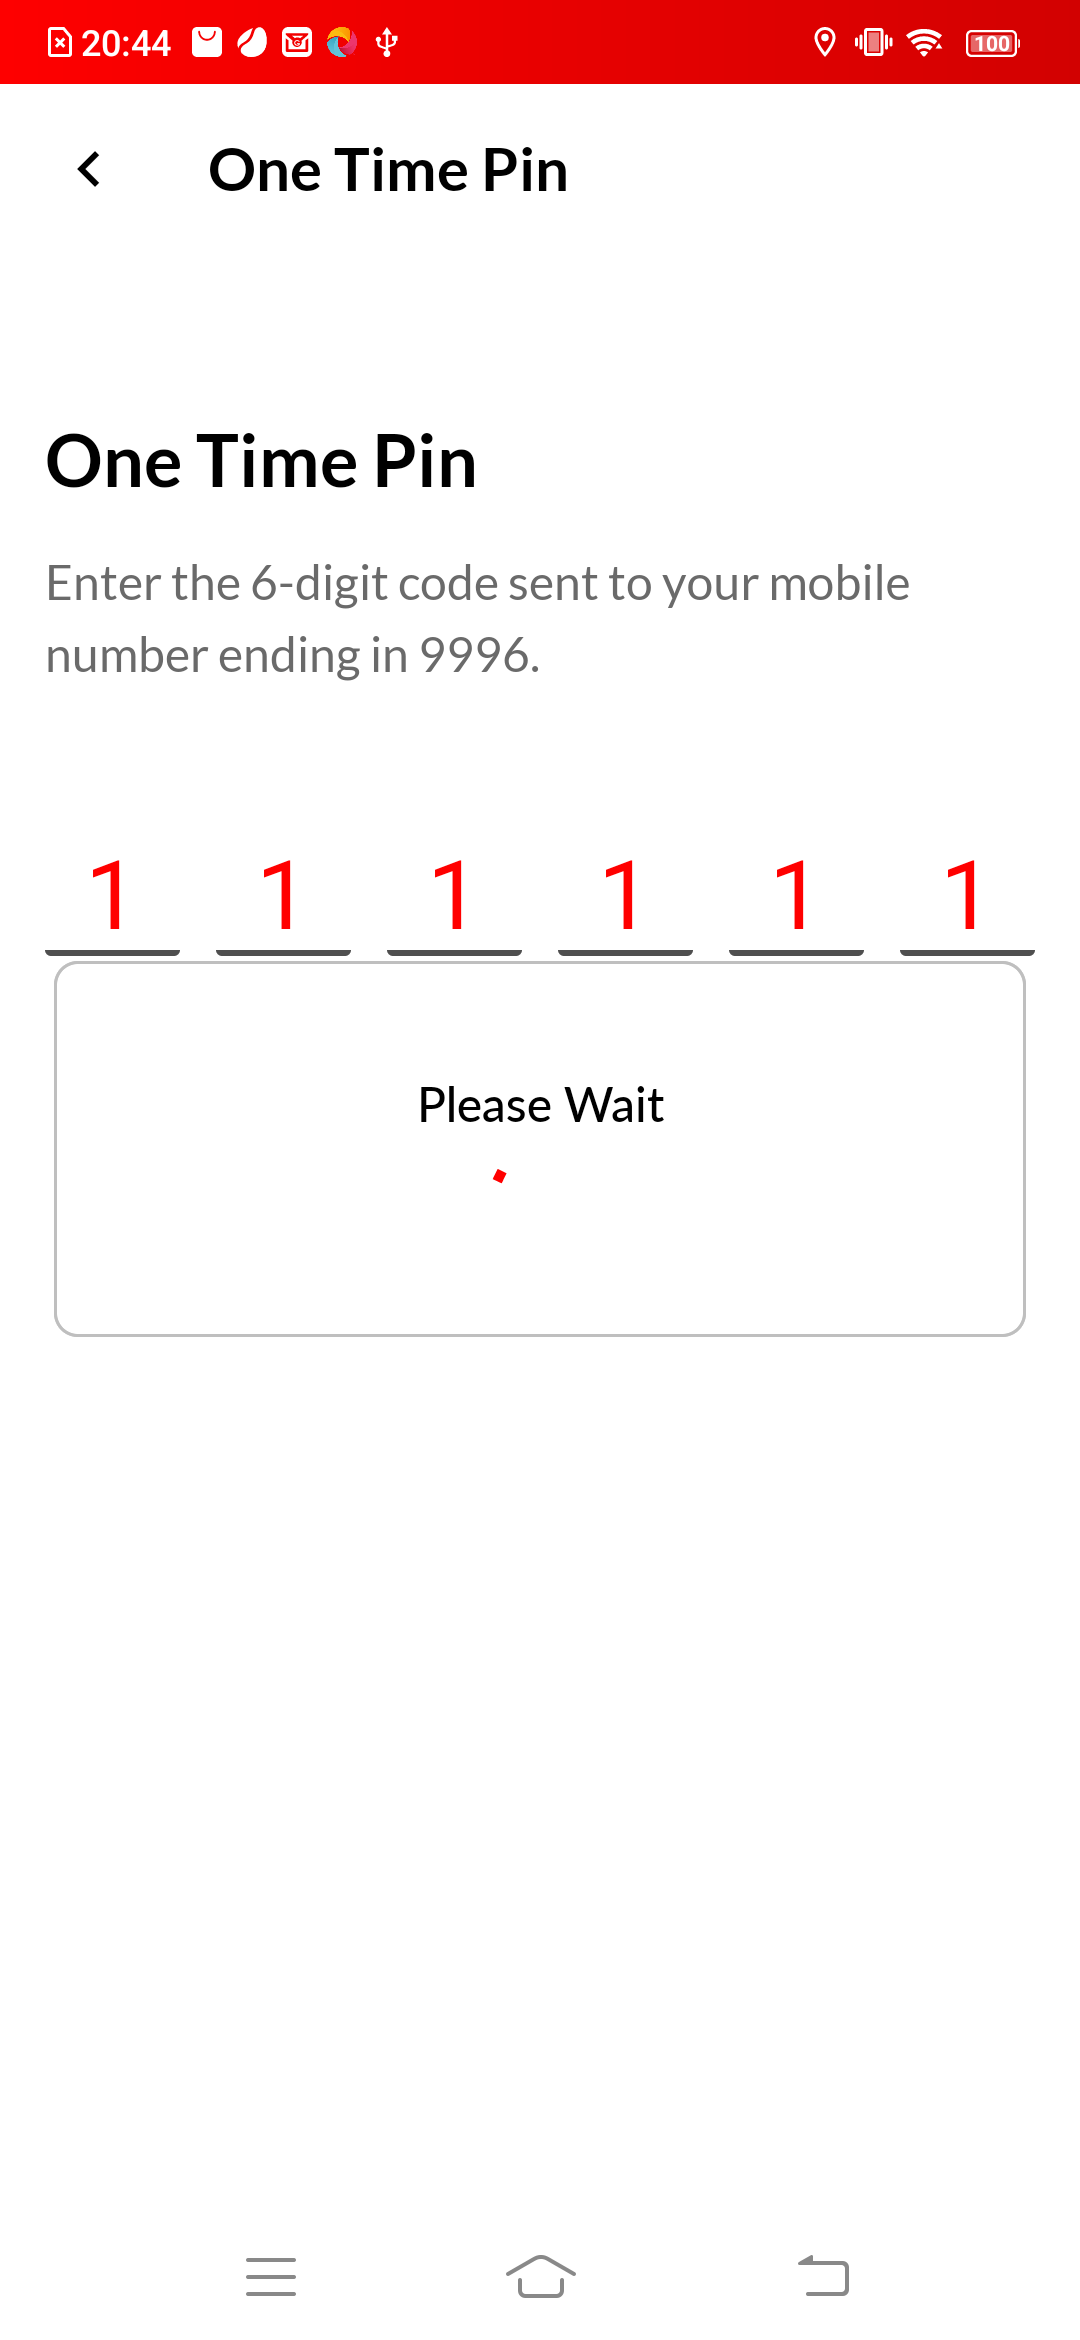 20:44
100
One Time Pin
One Time Pin
Enter the 6-digit code sent to your mobile
number ending in 9996.
1 1 1 1 1 1
Please Wait